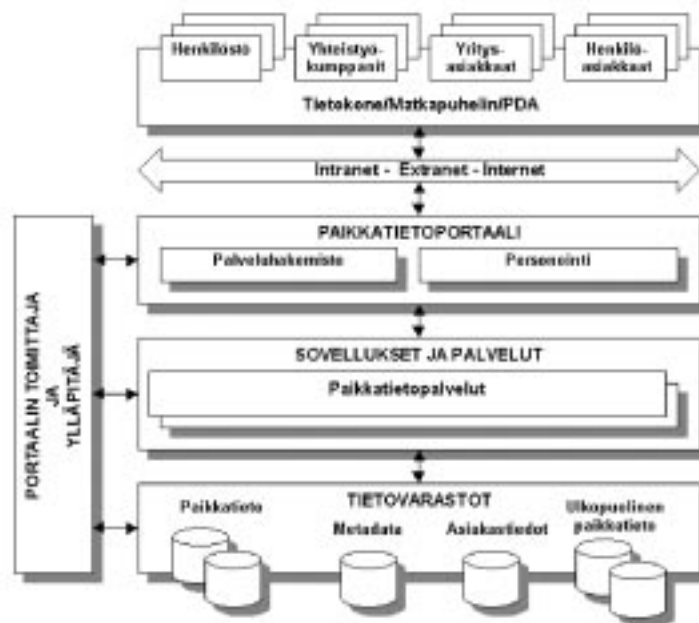 Henkilöstö
Yhteistyö-
kumppanit
Yritys-
asiakkaat
Henkilö-
asiakkaat
Tietokone/Matkapuhelin/PDA
Intranet - Extranet - Internet
PAIKKATIETOPORTAALI
Palveluhakemisto
Personointi
PORTAALIN TOIMITTAJA
JA
YLLÄPITÄJÄ
SOVELLUKSET JA PALVELUT
Paikkatietopalvelut
TIETOVARASTOT
Paikkatieto
Metadata
Asiakastiedot
Ulkopuolinen
paikkatieto